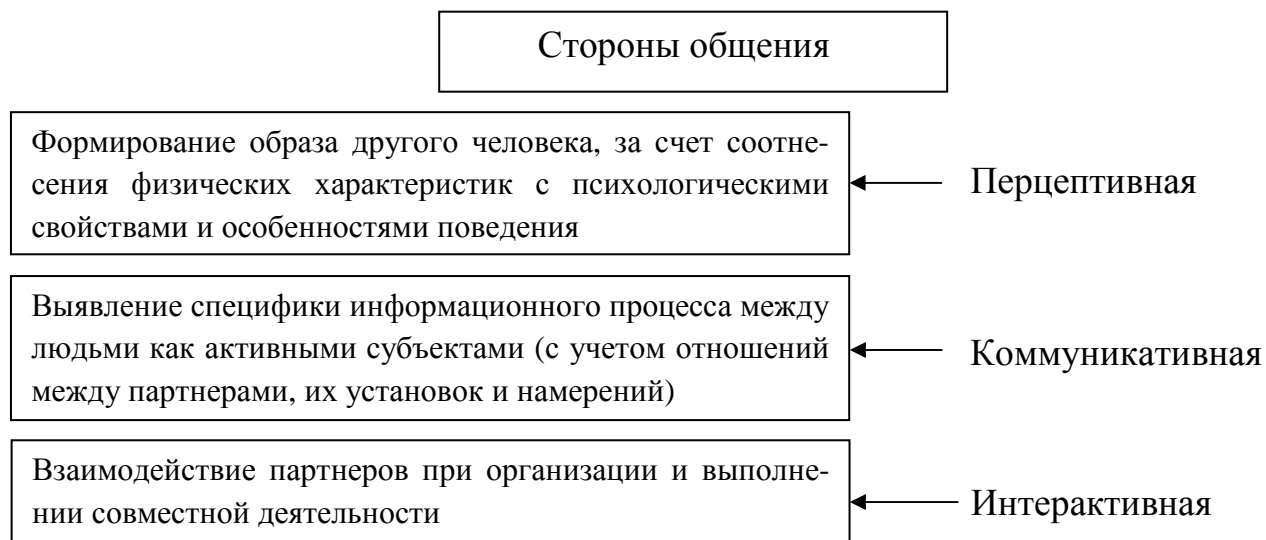 Стороны общения
Формирование образа другого человека, за счет соотне-
сения физических характеристик с психологическими
свойствами и особенностями поведения
Перцептивная
Выявление специфики информационного процесса между
людьми как активными субъектами (с учетом отношений
между партнерами, их установок и намерений)
Коммуникативная
Взаимодействие партнеров при организации и выполне-
нии совместной деятельности
Интерактивная